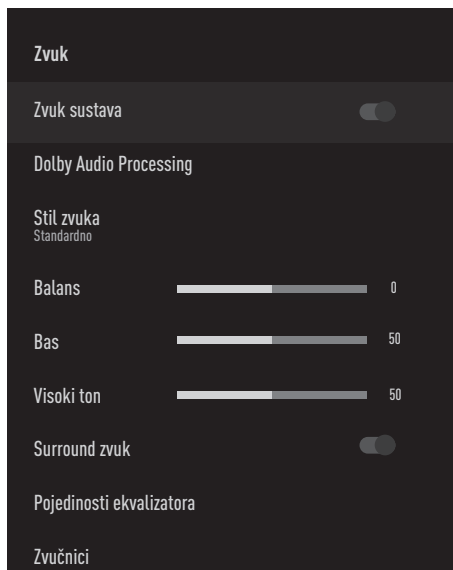 Zvuk
Zvuk sustava
Dolby Audio Processing
Stil zvuka
Standardno
Balans 0
Bas 50
Visoki ton 50
Surround zvuk
Pojedinosti ekvalizatora
Zvučnici